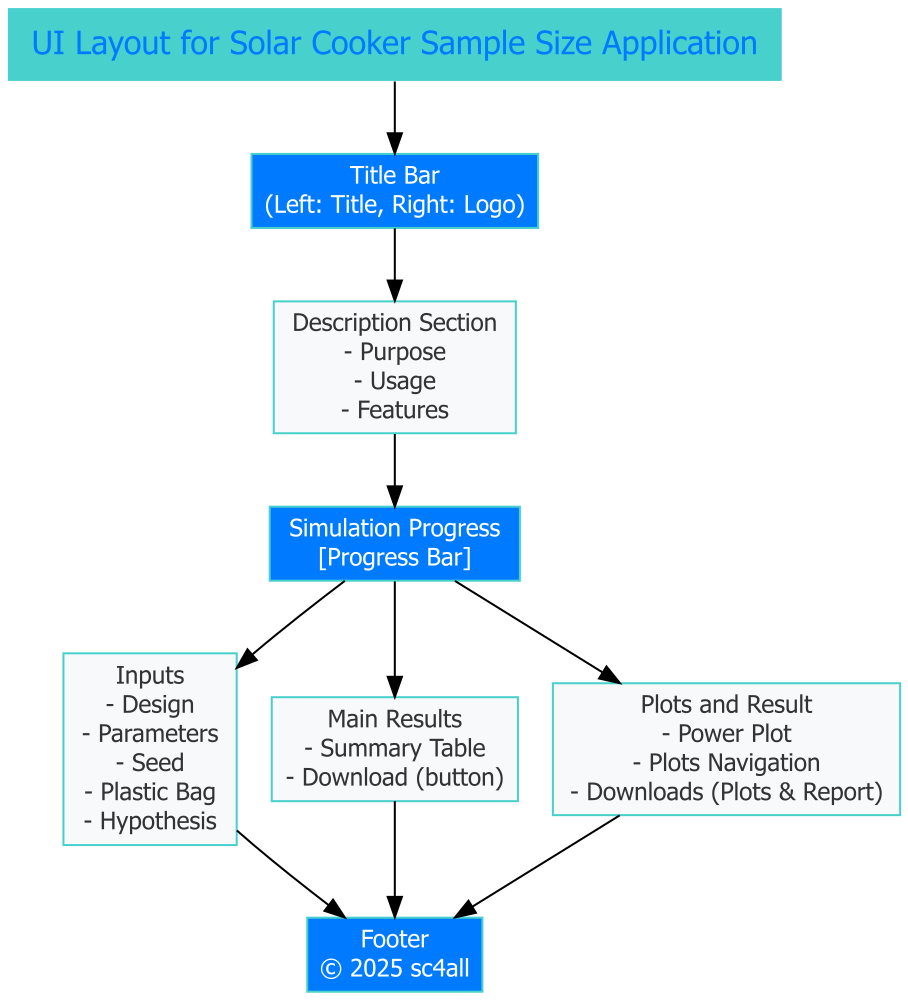 UI Layout for Solar Cooker Sample Size Application
Title Bar
(Left: Title, Right: Logo)
Description Section
- Purpose
- Usage
- Features
Simulation Progress
[Progress Bar]
Inputs
- Design
- Parameters
- Seed
- Plastic Bag
- Hypothesis
Main Results
- Summary Table
- Download (button)
Plots and Result
- Power Plot
- Plots Navigation
- Downloads (Plots & Report)
Footer
© 2025 sc4all